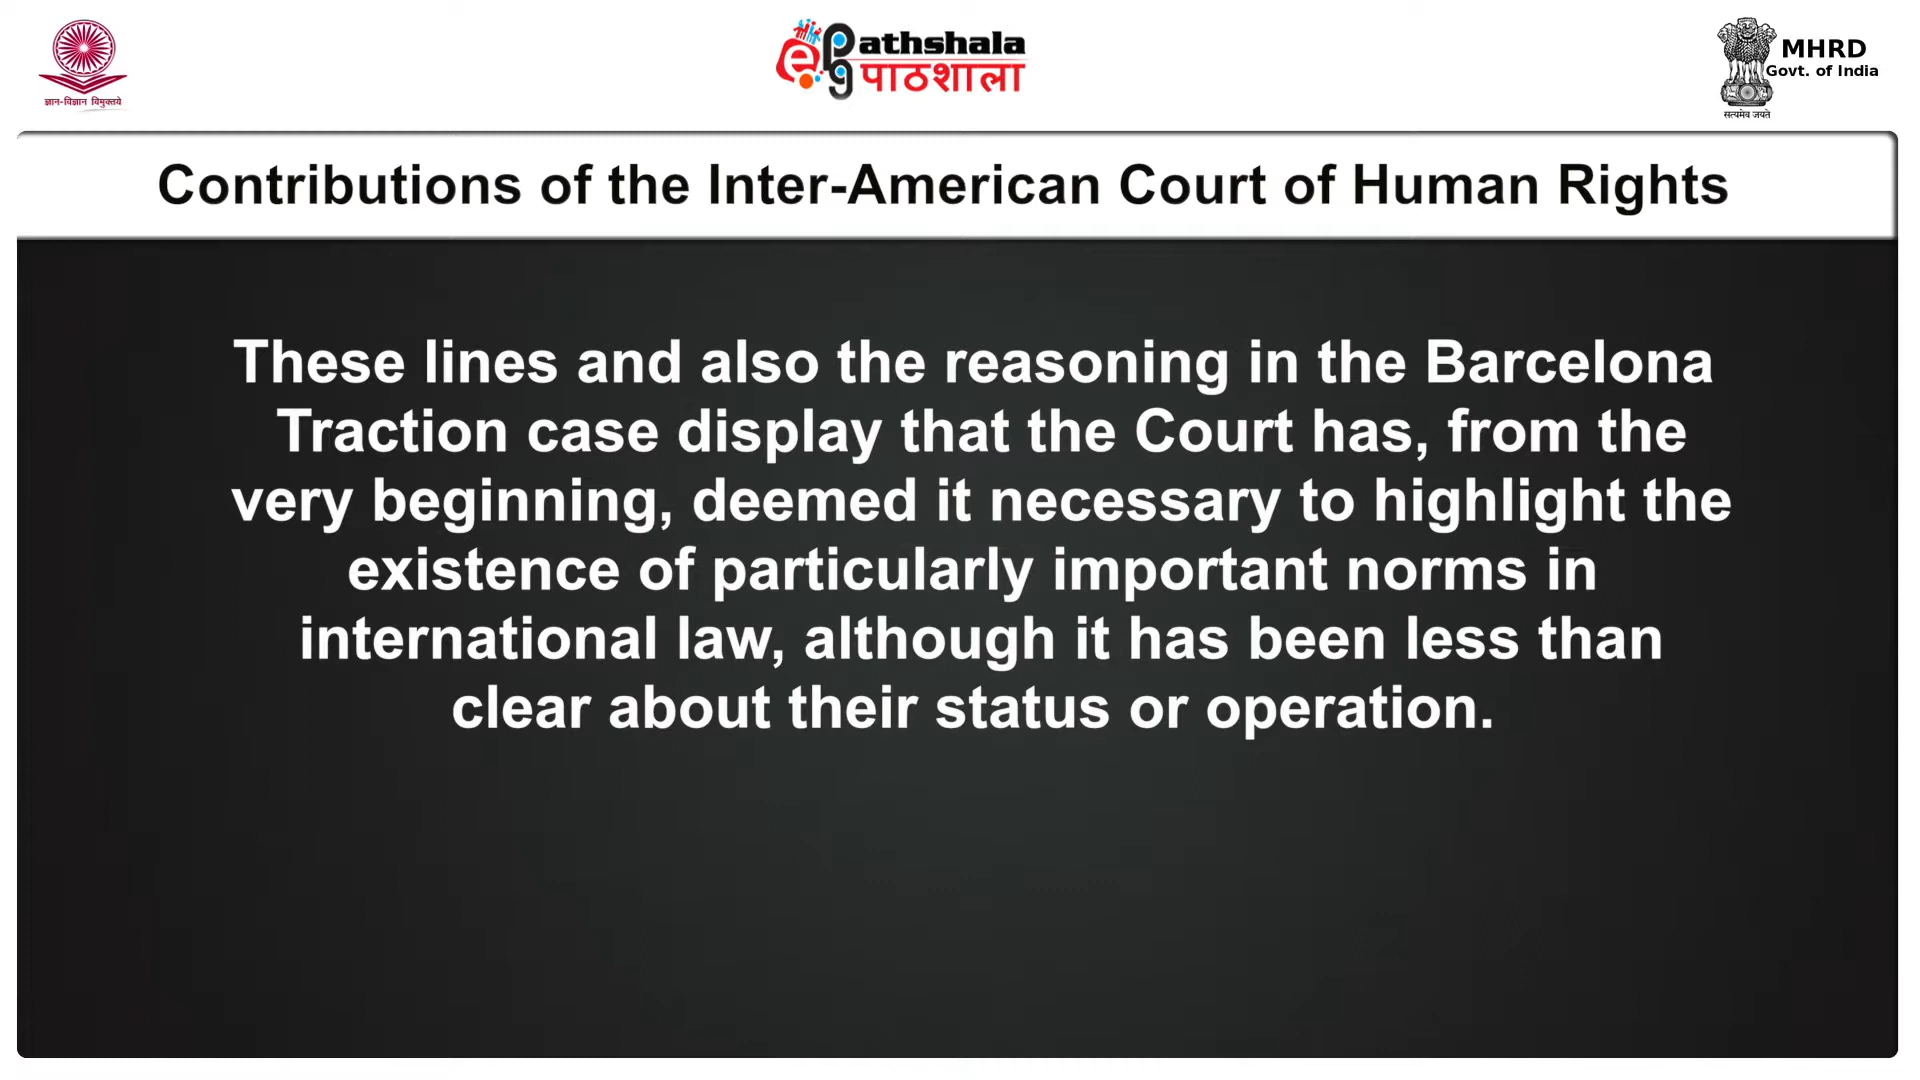 ज्ञान-विज्ञान विमुक्तये
epg Pathshala
पाठशाला
MHRD
Govt. of India
सत्यमेव जयते
Contributions of the Inter-American Court of Human Rights
These lines and also the reasoning in the Barcelona
Traction case display that the Court has, from the
very beginning, deemed it necessary to highlight the
existence of particularly important norms in
international law, although it has been less than
clear about their status or operation.